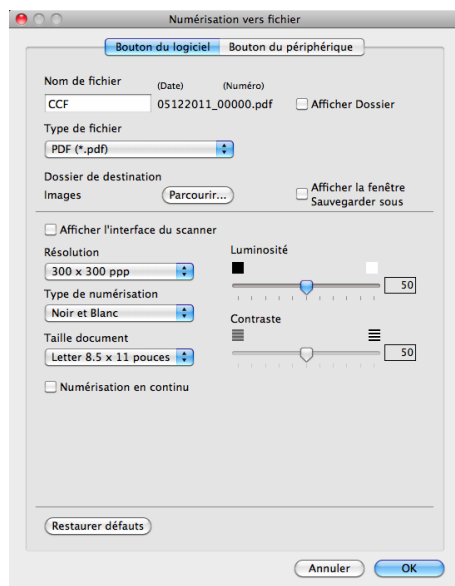 Numérisation vers fichier
Bouton du logiciel Bouton du périphérique
Nom de fichier (Date) (Numéro)
CCF 05122011_00000.pdf Afficher Dossier
Type de fichier
PDF (*.pdf)
Dossier de destination
Images Parcourir... Afficher la fenêtre
Sauvegarder sous
Afficher l'interface du scanner
Résolution Luminosité
300 x 300 ppp 50
Type de numérisation
Noir et Blanc Contraste
Taille document
Letter 8.5 x 11 pouces 50
Numérisation en continu
Restaurer défauts
Annuler OK